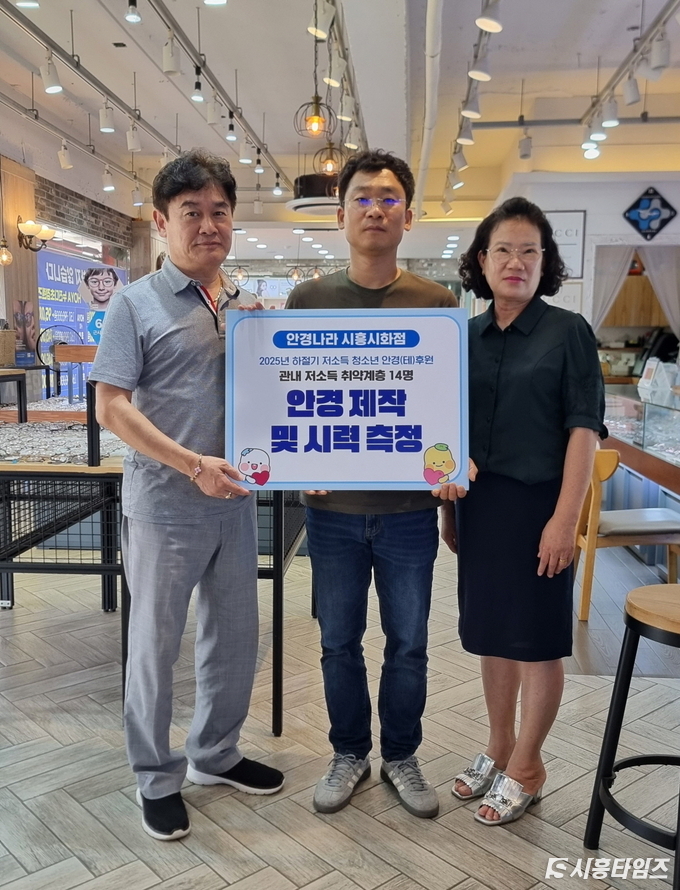 안경나라 시흥시화점
2025년 하절기 저소득 청소년 안경(테)후원
관내 저소득 취약계층 14명
안경 제작
및 시력 측정
시흥타임즈